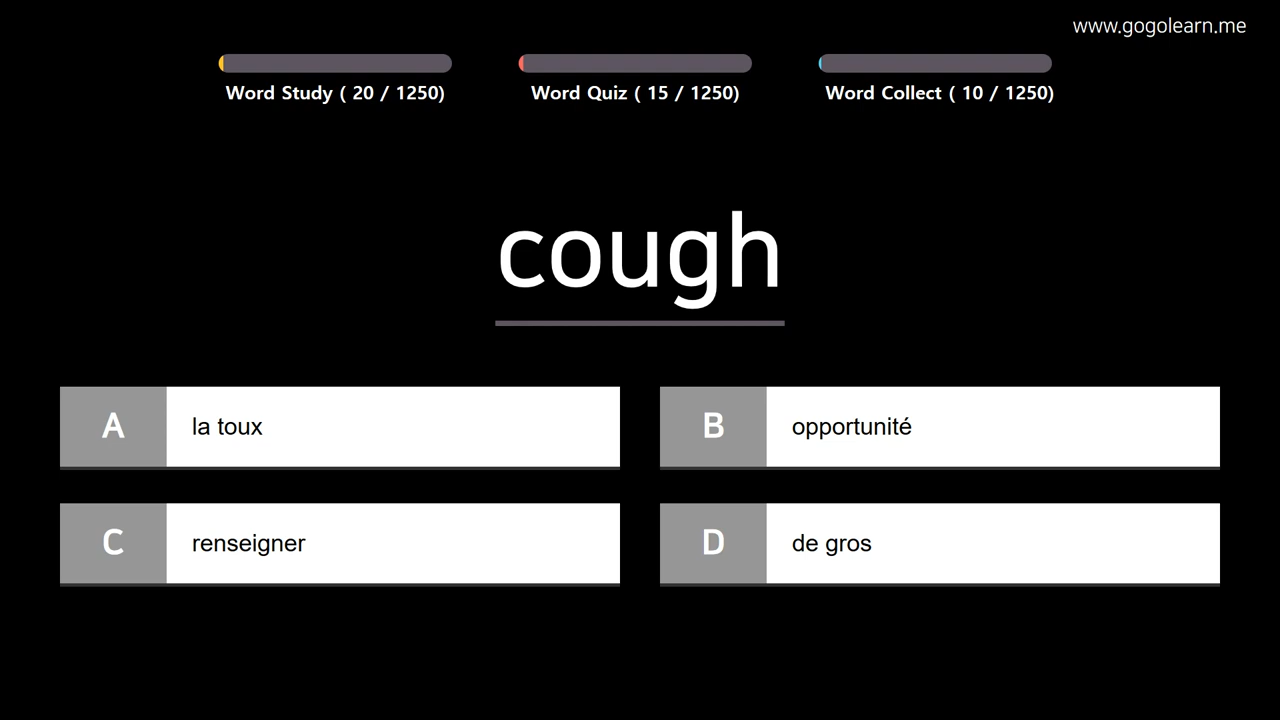 www.gogolearn.me
Word Study ( 20 / 1250)
Word Quiz ( 15 / 1250)
Word Collect ( 10 / 1250)
cough
A la toux
B opportunité
C renseigner
D de gros